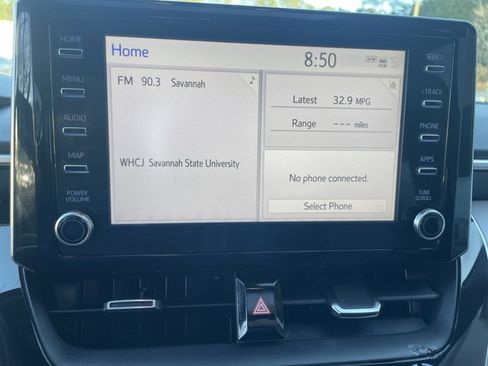 HOME
MENU
AUDIO
MAP
POWER
VOLUME
Home
8:50
FM 90.3 Savannah
WHCJ Savannah State University
Latest 32.9 MPG
Range --- miles
No phone connected.
Select Phone
SEEK>
<TRACK
PHONE
APPS
TUNE
SCROLL